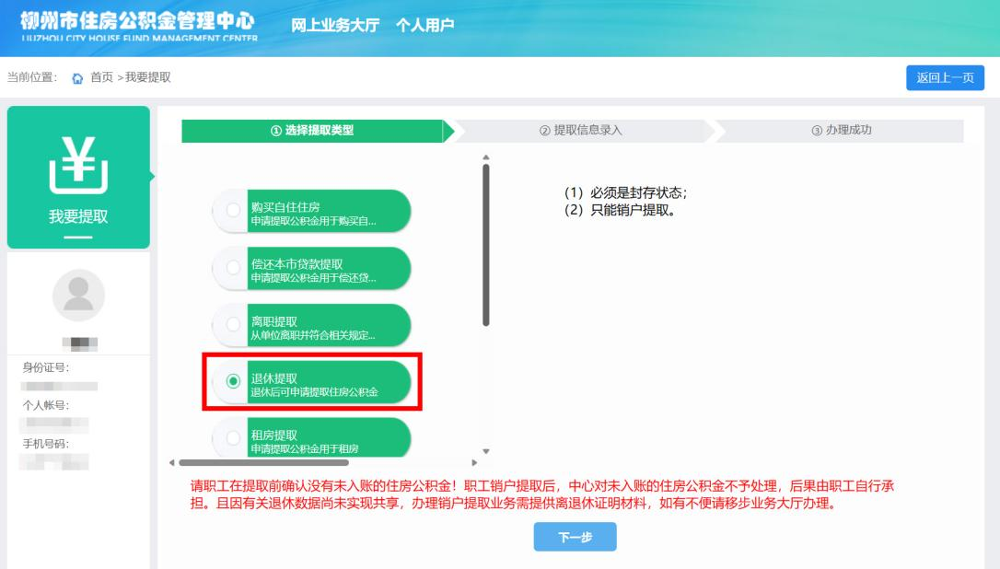 柳州市住房公积金管理中心
LIUZHOU CITY HOUSE FUND MANAGEMENT CENTER
网上业务大厅 个人用户
当前位置： 首页 >我要提取
返回上一页
我要提取
身份证号:
个人帐号:
手机号码:
① 选择提取类型
② 提取信息录入
③ 办理成功
购买自住住房
申请提取公积金用于购买自...
偿还本市贷款提取
申请提取公积金用于偿还贷...
离职提取
从单位离职并符合相关规定...
退休提取
退休后可申请提取住房公积金
租房提取
申请提取公积金用于租房
（1）必须是封存状态；
（2）只能销户提取。
请职工在提取前确认没有未入账的住房公积金！职工销户提取后，中心对未入账的住房公积金不予处理，后果由职工自行承
担。且因有关退休数据尚未实现共享，办理销户提取业务需提供离退休证明材料，如有不便请移步业务大厅办理。
下一步